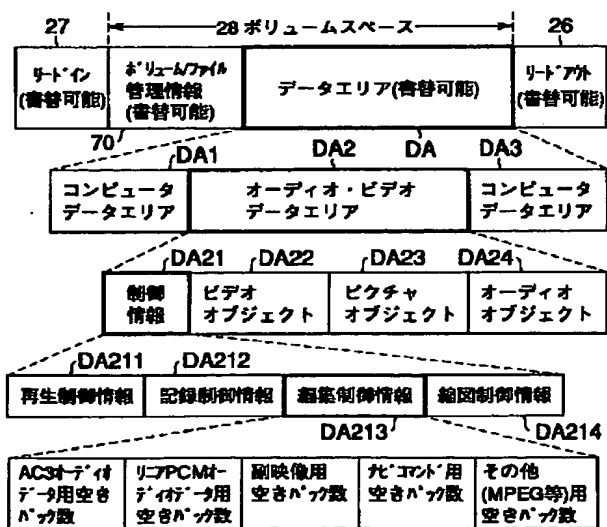 27
28 ボリュームスペース
26
リードイン
(書替可能)
ボリューム/ファイル
管理情報
(書替可能)
データエリア(書替可能)
リードアウト
(書替可能)
70
DA1
DA2
DA
DA3
コンピュータ
データエリア
オーディオ・ビデオ
データエリア
コンピュータ
データエリア
DA21
DA22
DA23
DA24
制御
情報
ビデオ
オブジェクト
ピクチャ
オブジェクト
オーディオ
オブジェクト
DA211
DA212
再生制御情報
記録制御情報
編集制御情報
縮図制御情報
DA213
DA214
AC3オーディオ
データ用空き
パック数
リニアPCMオー
ディオデータ用
空きパック数
副映像用
空きパック数
ナビコマンド用
空きパック数
その他
(MPEG等)用
空きパック数